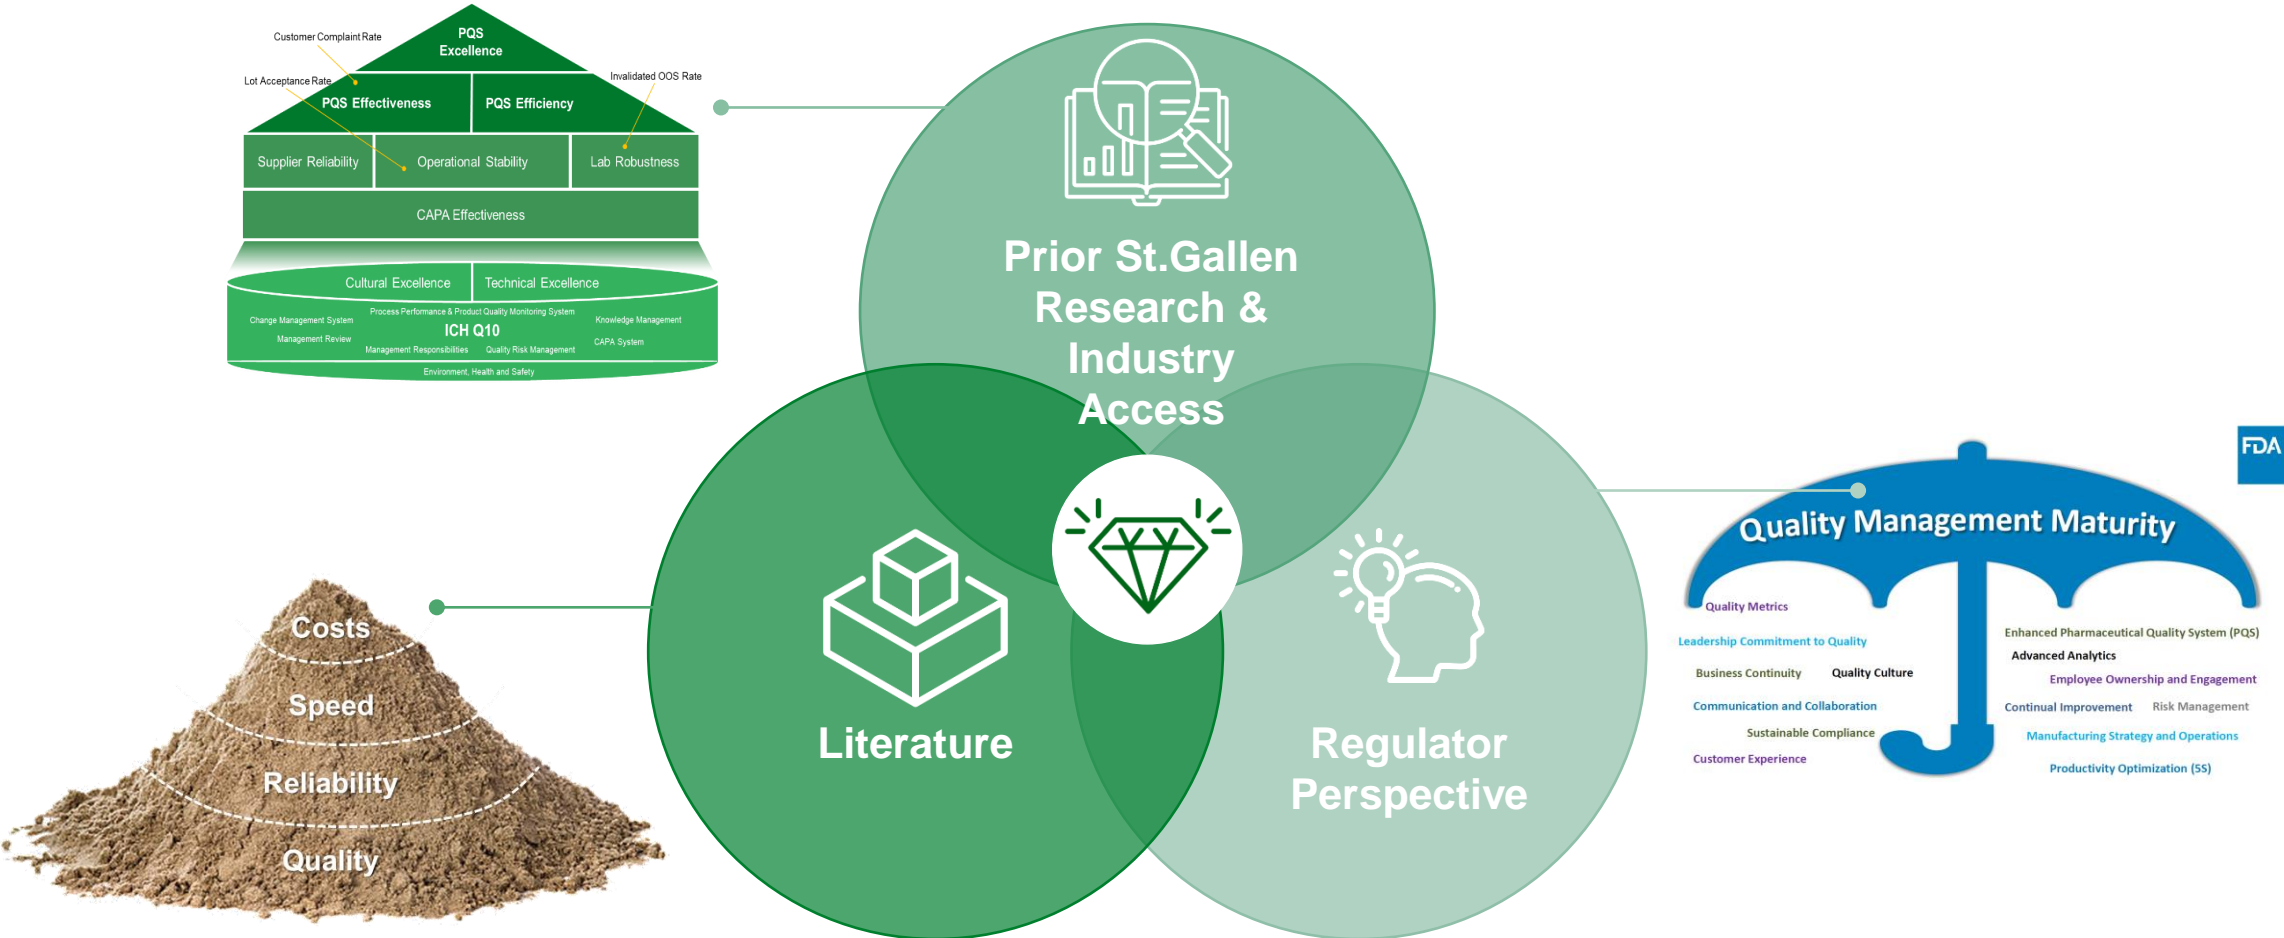 PQS
Excellence
Customer Complaint Rate
Lot Acceptance Rate
Invalidated OOS Rate
PQS Effectiveness
PQS Efficiency
Supplier Reliability
Operational Stability
Lab Robustness
CAPA Effectiveness
Cultural Excellence
Technical Excellence
Process Performance & Product Quality Monitoring System
Change Management System
Knowledge Management
ICH Q10
Management Review
CAPA System
Management Responsibilities
Quality Risk Management
Environment, Health and Safety
Prior St.Gallen
Research &
Industry
Access
Literature
Regulator
Perspective
Costs
Speed
Reliability
Quality
FDA
Quality Management Maturity
Quality Metrics
Leadership Commitment to Quality
Business Continuity
Quality Culture
Communication and Collaboration
Sustainable Compliance
Customer Experience
Enhanced Pharmaceutical Quality System (PQS)
Advanced Analytics
Employee Ownership and Engagement
Continual Improvement
Risk Management
Manufacturing Strategy and Operations
Productivity Optimization (5S)